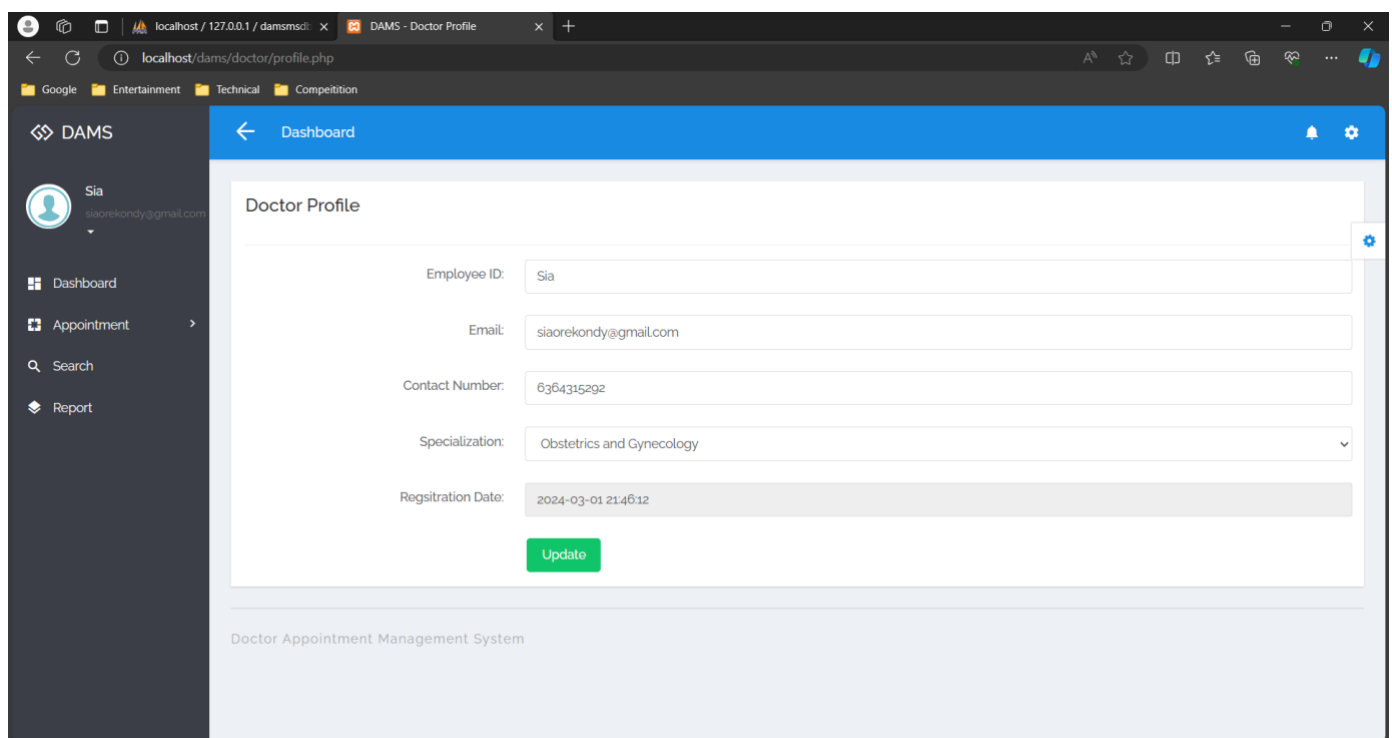 localhost / 127.0.0.1 / damsmsdb
DAMS - Doctor Profile
localhost/dams/doctor/profile.php
Google Entertainment Technical Compeitition
DAMS
Dashboard
Sia
siaorekondy@gmail.com
Dashboard
Appointment
Search
Report
Doctor Profile
Employee ID: Sia
Email: siaorekondy@gmail.com
Contact Number: 6364315292
Specialization: Obstetrics and Gynecology
Regsitration Date: 2024-03-01 21:46:12
Update
Doctor Appointment Management System